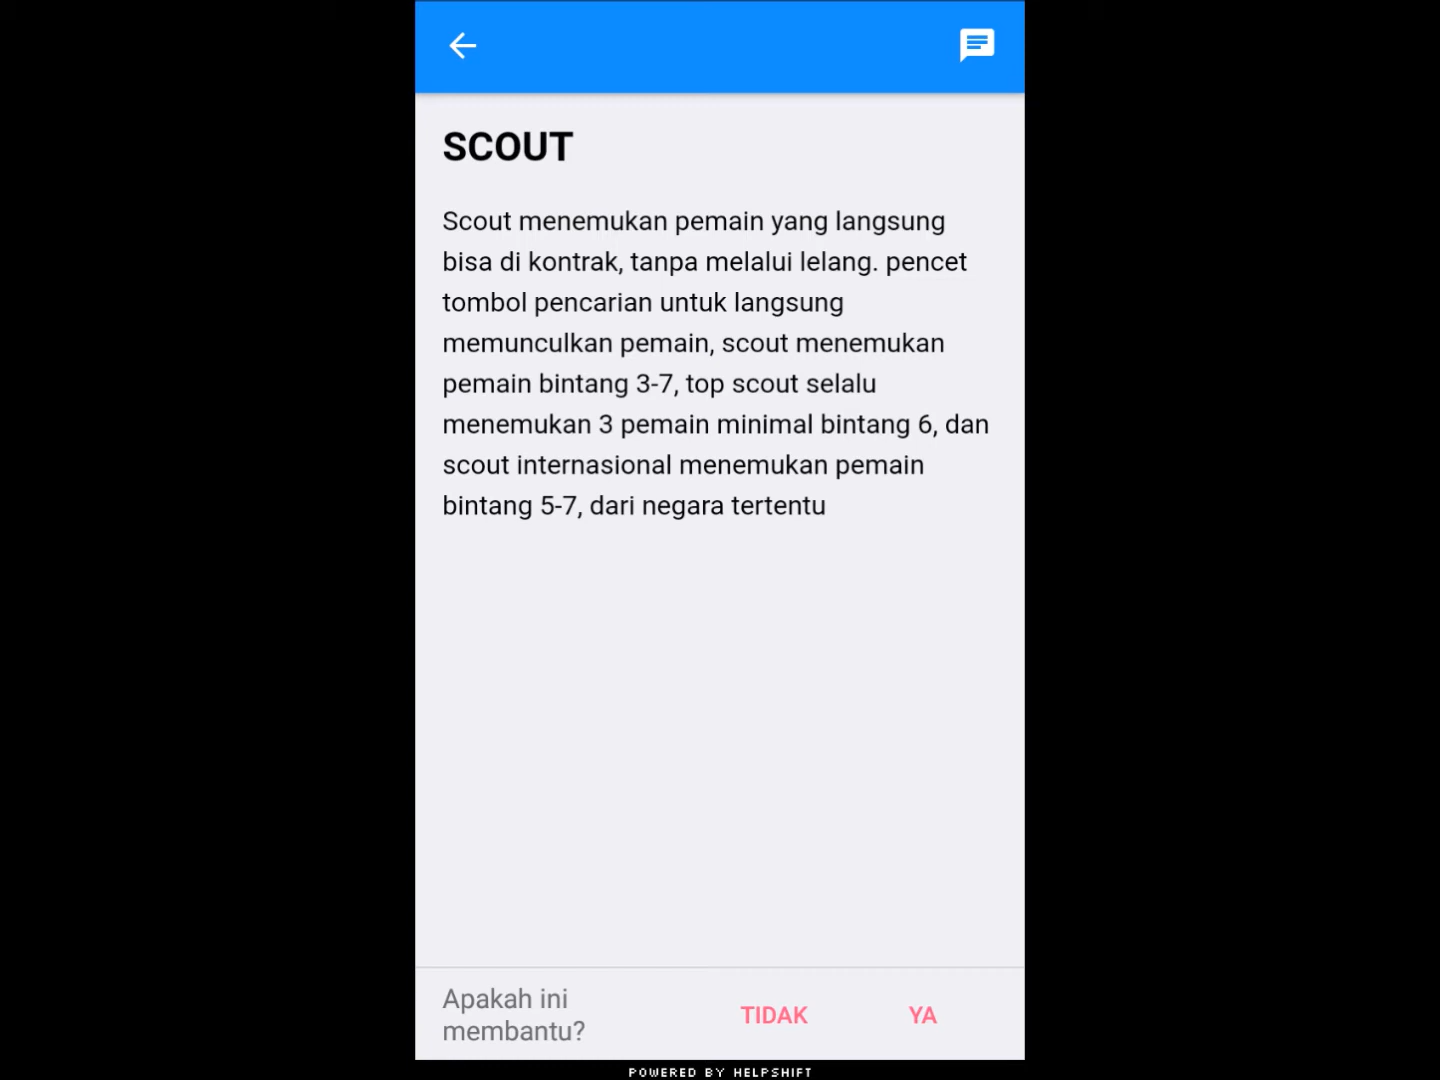 SCOUT
Scout menemukan pemain yang langsung
bisa di kontrak, tanpa melalui lelang. pencet
tombol pencarian untuk langsung
memunculkan pemain, scout menemukan
pemain bintang 3-7, top scout selalu
menemukan 3 pemain minimal bintang 6, dan
scout internasional menemukan pemain
bintang 5-7, dari negara tertentu
Apakah ini
membantu?
TIDAK
YA
POWERED BY HELPSHIFT